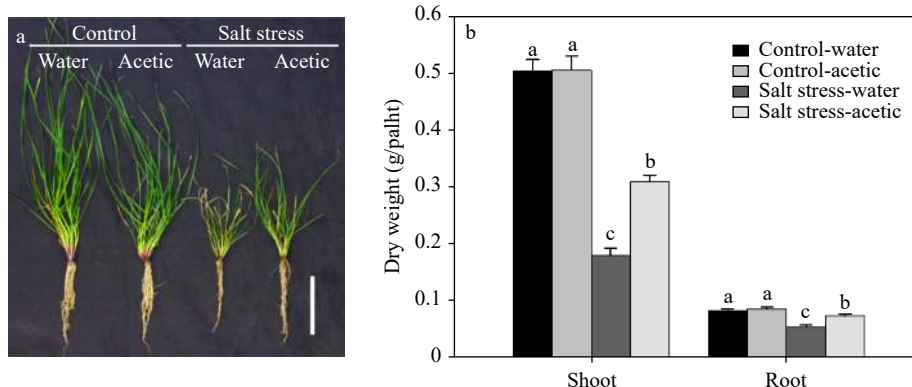 a
Control
Salt stress
Water
Acetic
Water
Acetic
b
Dry weight (g/palht)
0.6
0.5
0.4
0.3
0.2
0.1
0
a
a
c
b
a
a
c
b
Control-water
Control-acetic
Salt stress-water
Salt stress-acetic
Shoot
Root